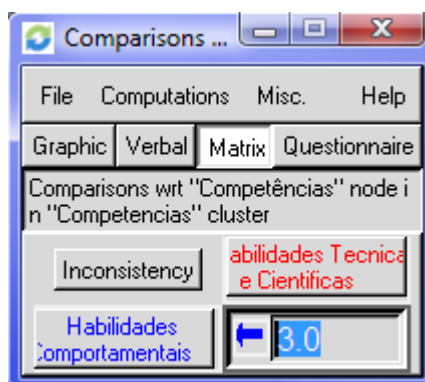 Comparisons ...
File Computations Misc. Help
Graphic Verbal Matrix Questionnaire
Comparisons wrt "Competências" node i
n "Competencias" cluster
Inconsistency
abilidades Tecnica
e Cientificas
Habilidades
omportamentais
3.0